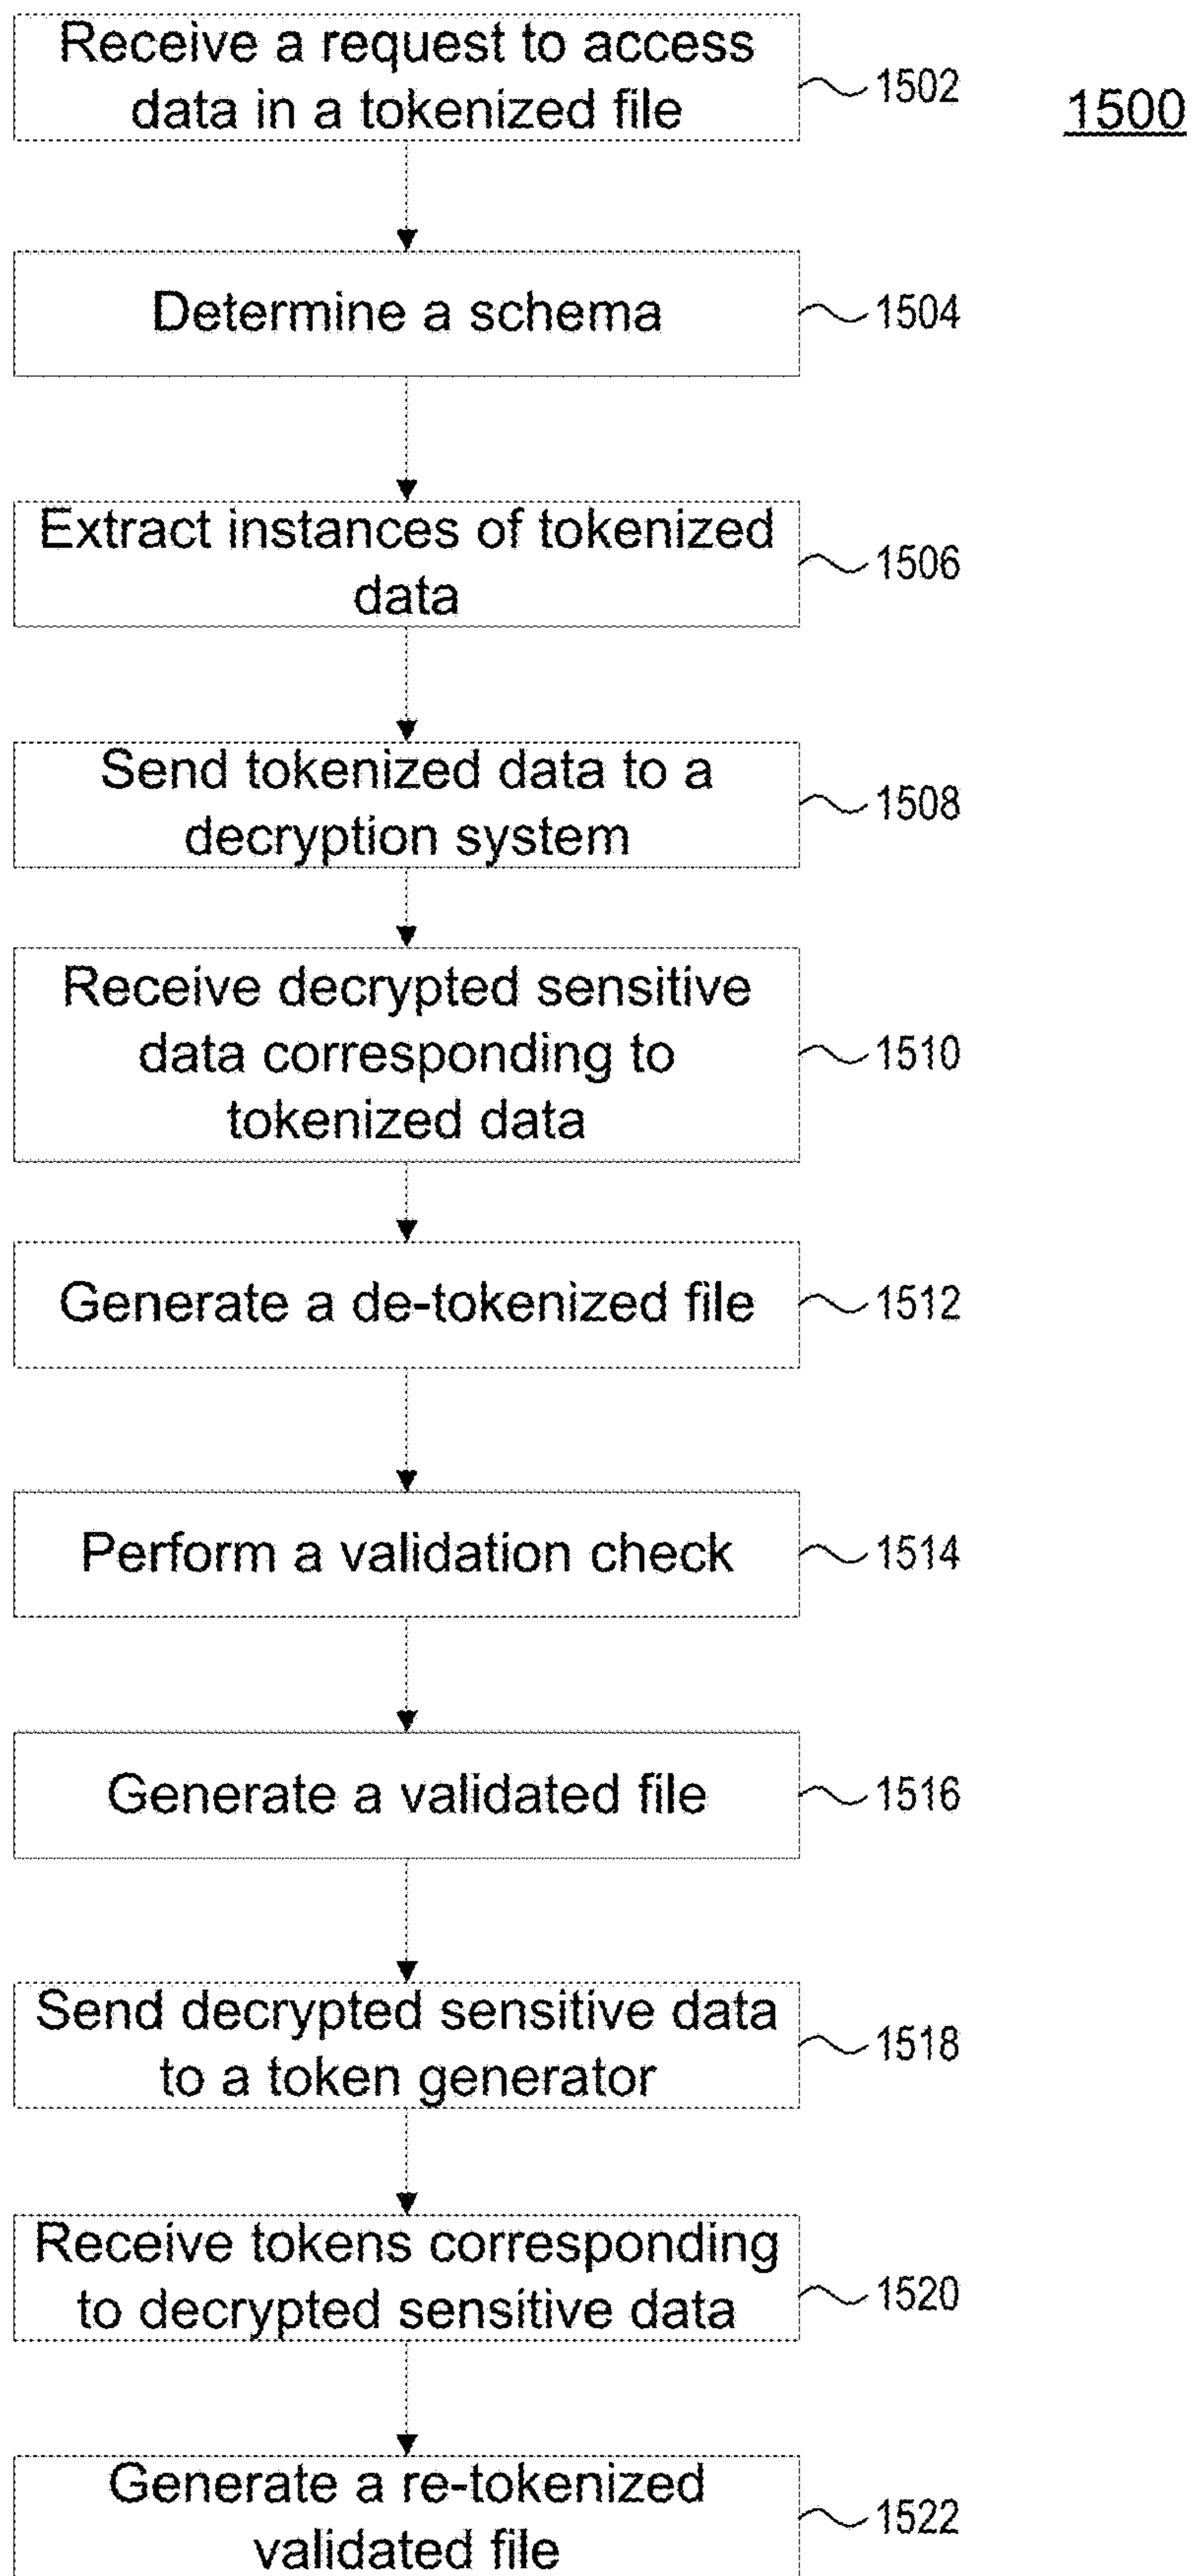 Receive a request to access
data in a tokenized file
1502
1500
Determine a schema
1504
Extract instances of tokenized
data
1506
Send tokenized data to a
decryption system
1508
Receive decrypted sensitive
data corresponding to
tokenized data
1510
Generate a de-tokenized file
1512
Perform a validation check
1514
Generate a validated file
1516
Send decrypted sensitive data
to a token generator
1518
Receive tokens corresponding
to decrypted sensitive data
1520
Generate a re-tokenized
validated file
1522